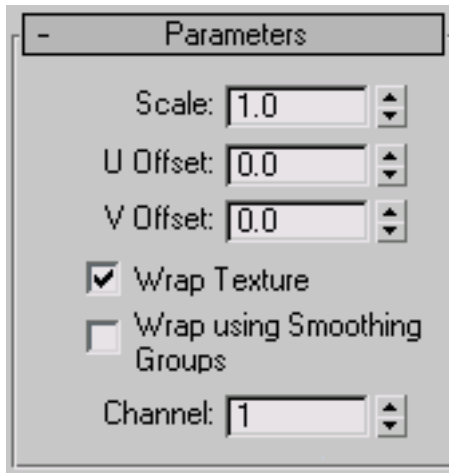 - Parameters
Scale: 1.0
U Offset: 0.0
V Offset: 0.0
Wrap Texture
Wrap using Smoothing
Groups
Channel: 1